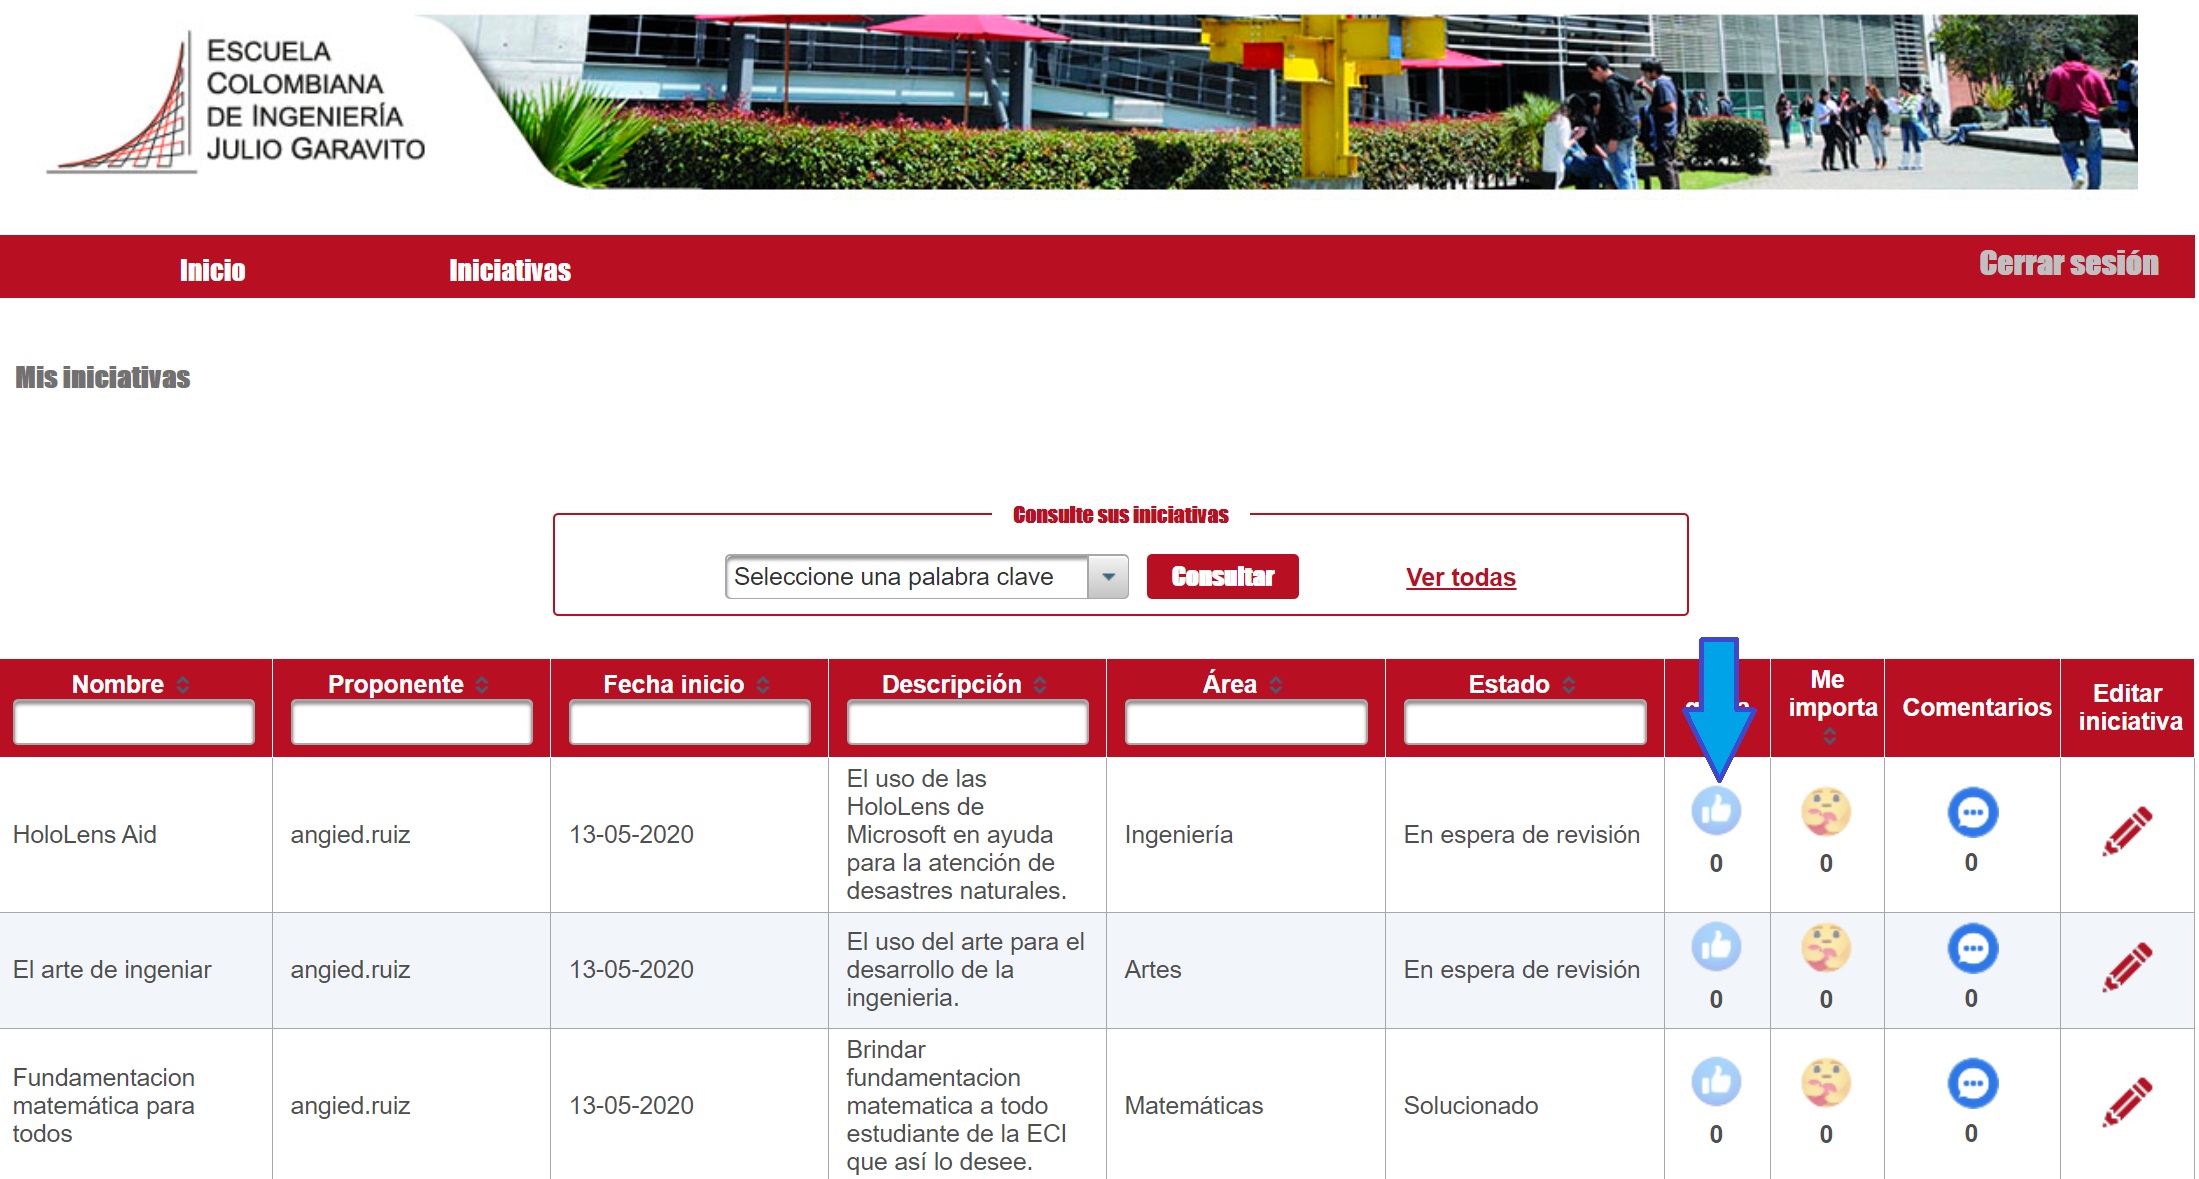 ESCUELA
COLOMBIANA
DE INGENIERÍA
JULIO GARAVITO
Inicio Iniciativas Cerrar sesión
Mis iniciativas
Consulte sus iniciativas
Seleccione una palabra clave Consultar Ver todas
Nombre Proponente Fecha inicio Descripción Área Estado Me importa Comentarios Editar iniciativa
HoloLens Aid angied.ruiz 13-05-2020 El uso de las HoloLens de Microsoft en ayuda para la atención de desastres naturales. Ingeniería En espera de revisión 0 0 0
El arte de ingeniar angied.ruiz 13-05-2020 El uso del arte para el desarrollo de la ingenieria. Artes En espera de revisión 0 0 0
Fundamentacion matemática para todos angied.ruiz 13-05-2020 Brindar fundamentacion matematica a todo estudiante de la ECI que así lo desee. Matemáticas Solucionado 0 0 0